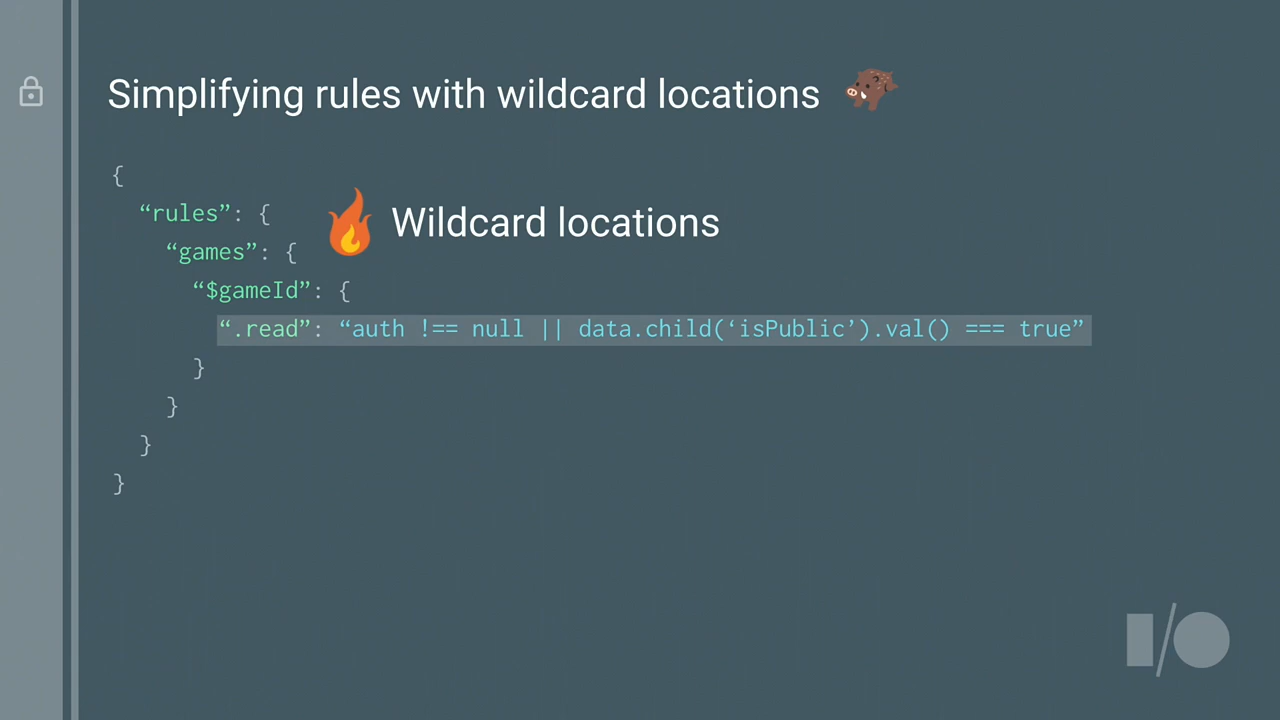 Simplifying rules with wildcard locations
{
“rules”: {
Wildcard locations
“games”: {
“$gameId”: {
“.read”: “auth !== null || data.child(‘isPublic’).val() === true”
}
}
}
}
I/O